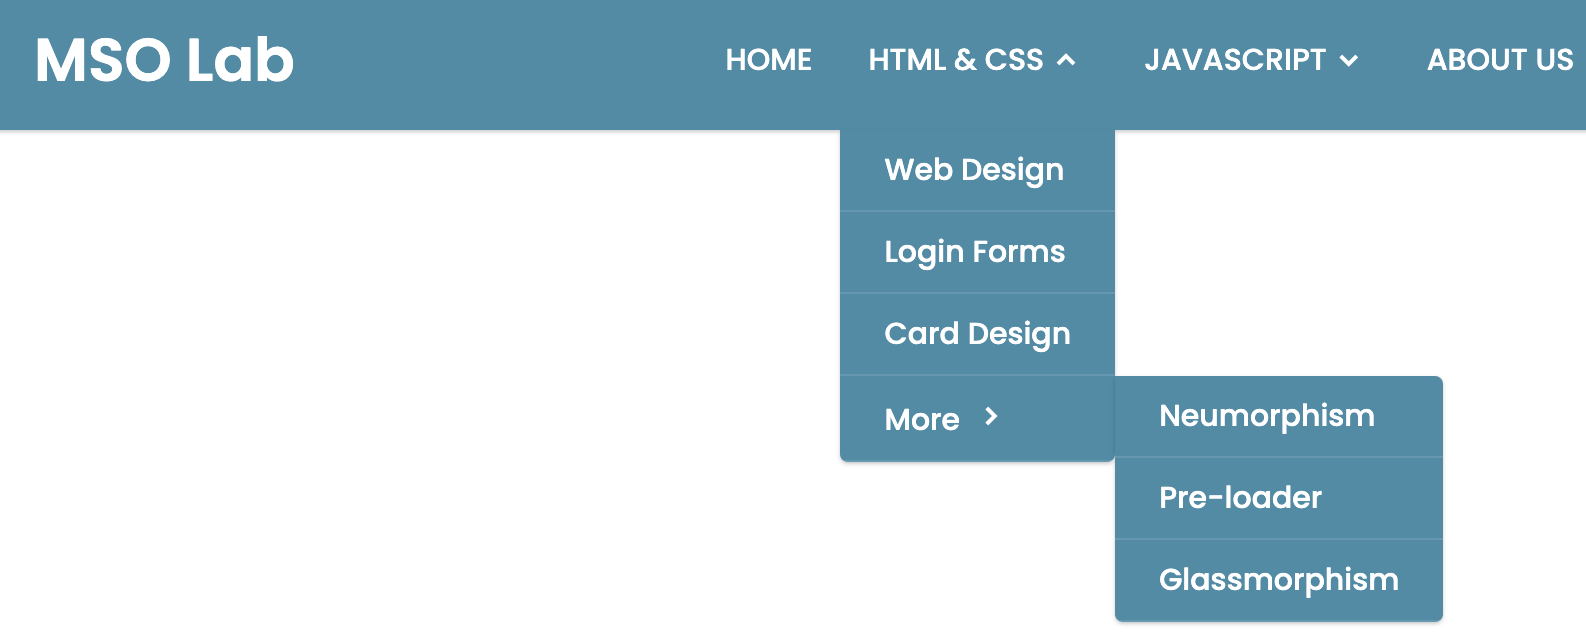 MSO Lab
HOME
HTML & CSS
JAVASCRIPT
ABOUT US
Web Design
Login Forms
Card Design
More
Neumorphism
Pre-loader
Glassmorphism